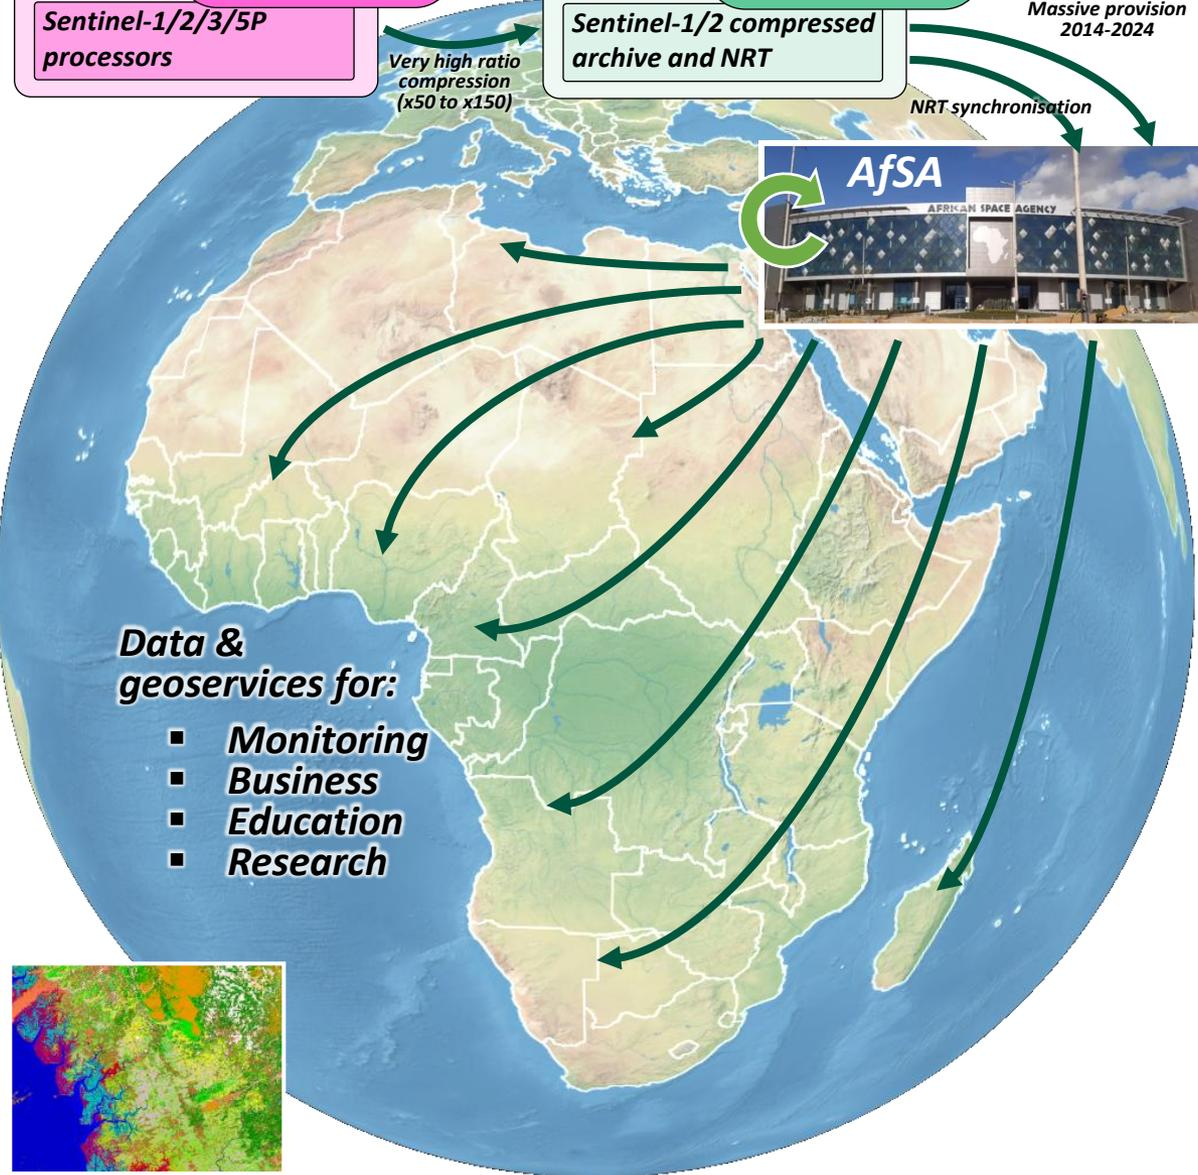 Sentinel-1/2/3/5P
processors
Very high ratio
compression
(x50 to x150)
Sentinel-1/2 compressed
archive and NRT
Massive provision
2014-2024
NRT synchronisation
AfSA
AFRICAN SPACE AGENCY
Data &
geoservices for:
▪ Monitoring
▪ Business
▪ Education
▪ Research